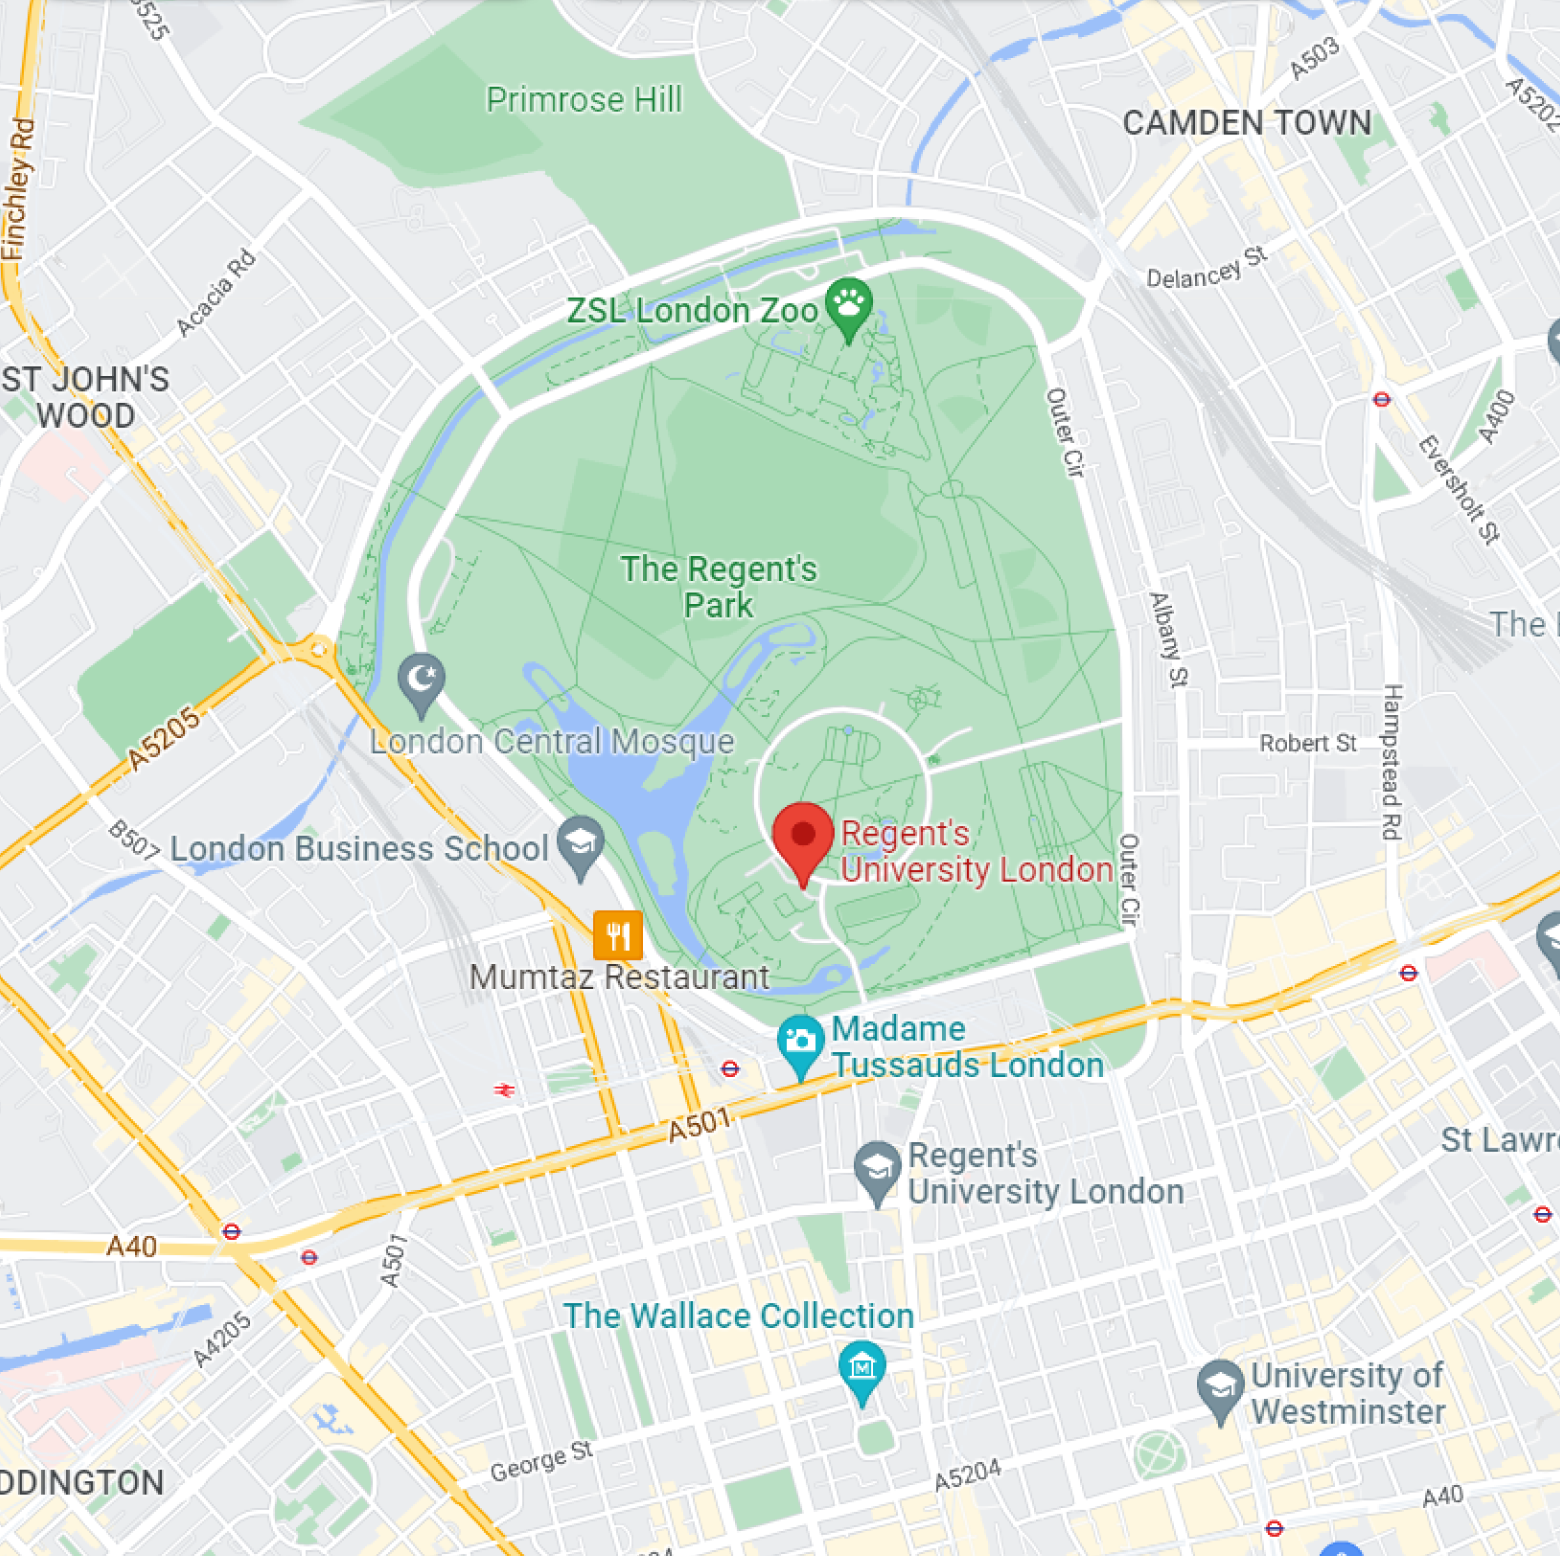 B525
Primrose Hill
A503
A5202
CAMDEN TOWN
Finchley Rd
Acacia Rd
Delancey St
ZSL London Zoo
ST JOHN'S
WOOD
Outer Cir
A400
Eversholt St
The Regent's
Park
Albany St
The
Hampstead Rd
A5205
London Central Mosque
Robert St
B507
London Business School
Regent's
University London
Outer Cir
Mumtaz Restaurant
Madame
Tussauds London
A501
St Lawr
Regent's
University London
A40
A501
A4205
The Wallace Collection
University of
Westminster
George St
A5204
DDINGTON
A40
M